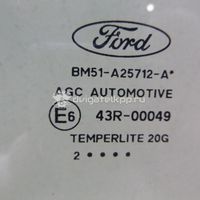 Ford
BM51-A25712-A*
AGC AUTOMOTIVE
E6 43R-00049
TEMPERLITE 20G
2 • • • •